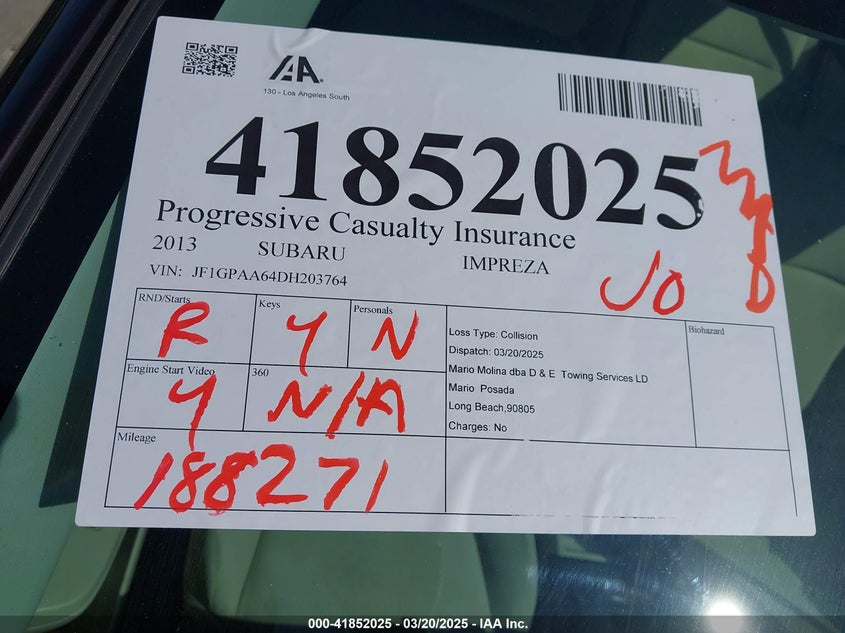 IAA
130 - Los Angeles South
41852025
Progressive Casualty Insurance
2013 SUBARU IMPREZA
VIN: JF1GPAA64DH203764
JO
RND/Starts
R
Keys
Y
Personals
N
Engine Start Video
Y
360
N/A
Mileage
188271
Loss Type: Collision
Dispatch: 03/20/2025
Mario Molina dba D & E Towing Services LD
Mario Posada
Long Beach,90805
Charges: No
Biohazard
000-41852025 - 03/20/2025 - IAA Inc.